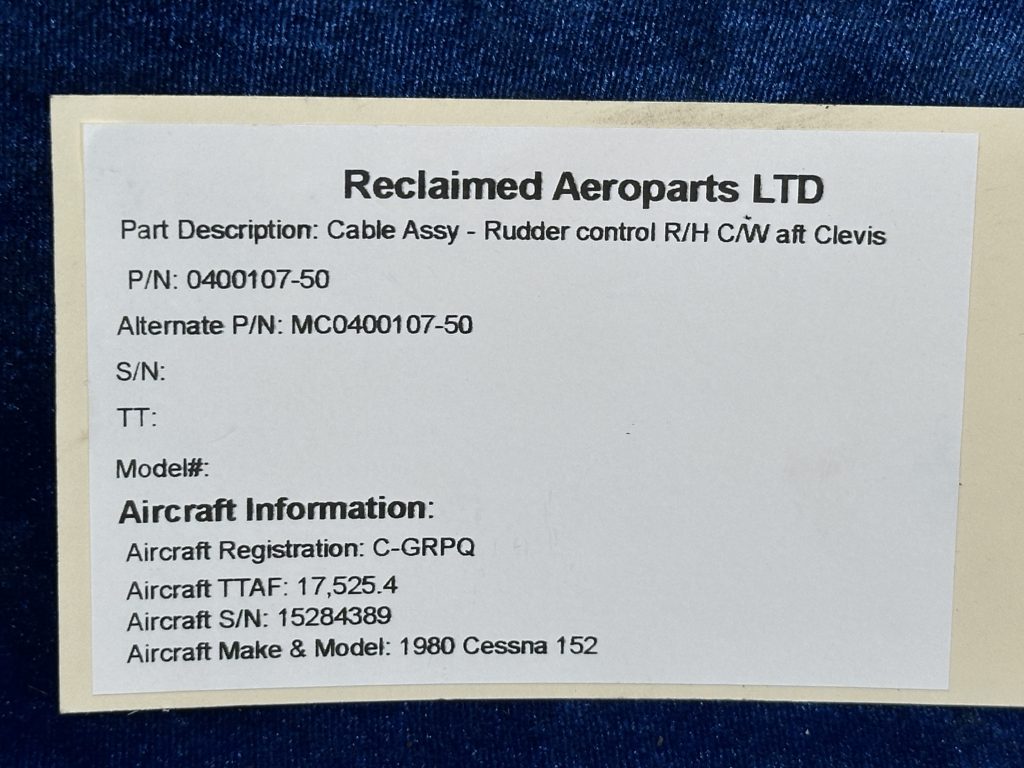 Reclaimed Aeroparts LTD
Part Description: Cable Assy - Rudder control R/H C/W aft Clevis
P/N: 0400107-50
Alternate P/N: MC0400107-50
S/N:
TT:
Model#:
Aircraft Information:
Aircraft Registration: C-GRPQ
Aircraft TTAF: 17,525.4
Aircraft S/N: 15284389
Aircraft Make & Model: 1980 Cessna 152